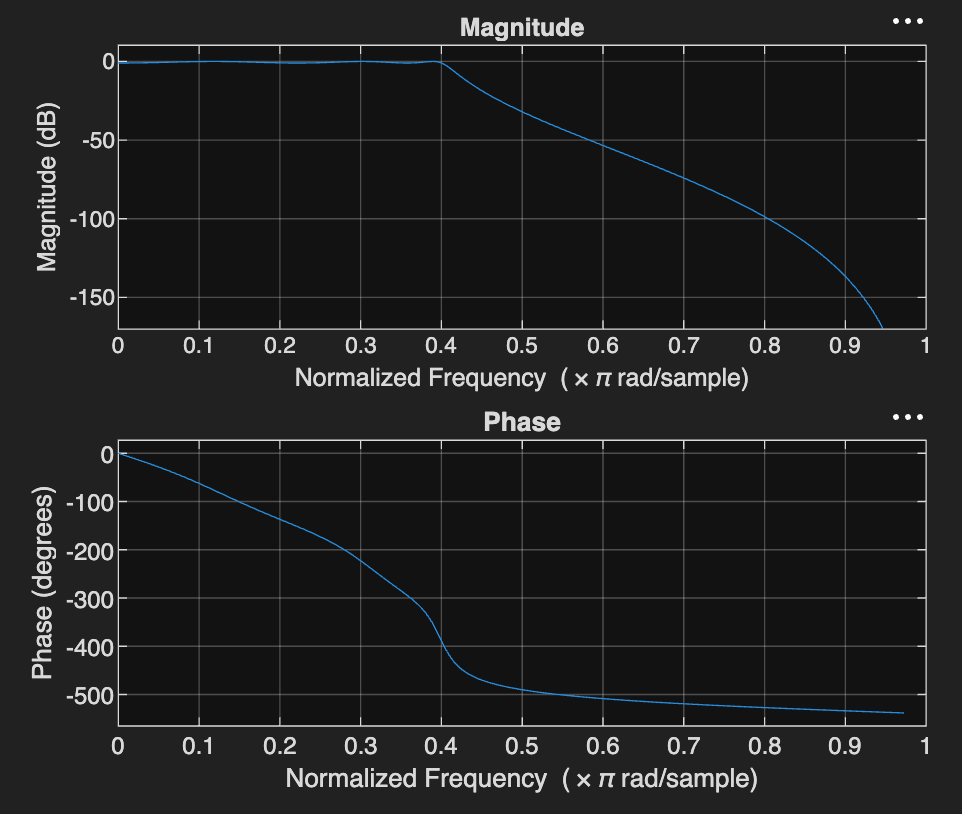 Magnitude
0
-50
-100
-150
Magnitude (dB)
0 0.1 0.2 0.3 0.4 0.5 0.6 0.7 0.8 0.9 1
Normalized Frequency (× π rad/sample)
Phase
0
-100
-200
-300
-400
-500
Phase (degrees)
0 0.1 0.2 0.3 0.4 0.5 0.6 0.7 0.8 0.9 1
Normalized Frequency (× π rad/sample)